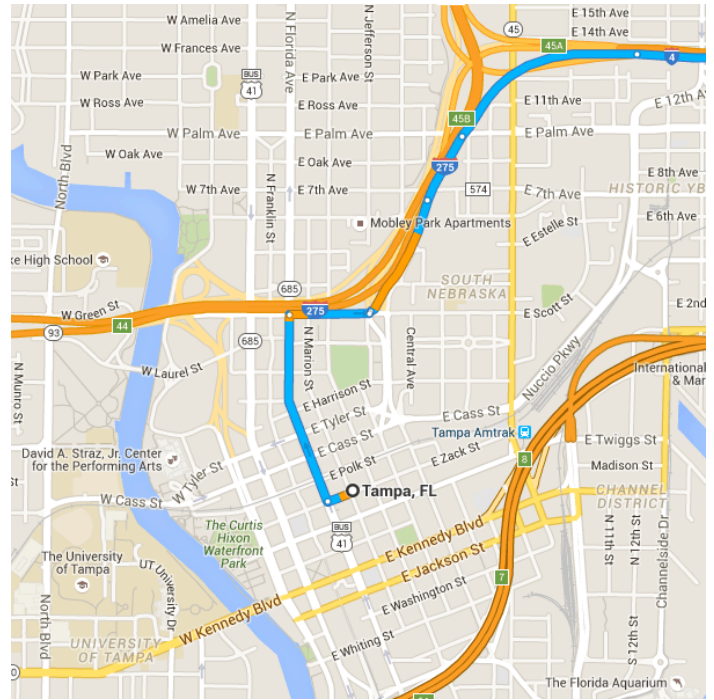 W Amelia Ave
W Frances Ave
N Florida Ave
N Jefferson St
45
E 15th Ave
E 14th Ave
45A
4
W Park Ave
BUS
41
E Park Ave
W Ross Ave
E Ross Ave
E 11th Ave
E 12th Ave
45B
W Palm Ave
E Palm Ave
North Blvd
W Oak Ave
E Oak Ave
275
E 8th Ave
W 7th Ave
N Franklin St
E 7th Ave
574
E 7th Ave
HISTORIC YB
E 6th Ave
Mobley Park Apartments
E Estelle St
ke High School
685
SOUTH
NEBRASKA
E Scott St
E 2nd
W Green St
275
44
93
685
N Marion St
Central Ave
Nuccio Pkwy
W Laurel St
International
& Mar
N Munro St
E Harrison St
E Tyler St
E Cass St
E Cass St
Tampa Amtrak
E Twiggs St
David A. Straz, Jr. Center
for the Performing Arts
W Tyler St
E Polk St
E Zack St
8
Madison St
Tampa, FL
W Cass St
CHANNEL
DISTRICT
The Curtis
Hixon
Waterfront
Park
BUS
41
E Kennedy Blvd
N 11th St
N 12th St
Channelside Dr
The University
of Tampa
UT University Dr
E Jackson St
7
E Washington St
North Blvd
W Kennedy Blvd
E Whiting St
UNIVERSITY
OF TAMPA
S 12th St
The Florida Aquarium